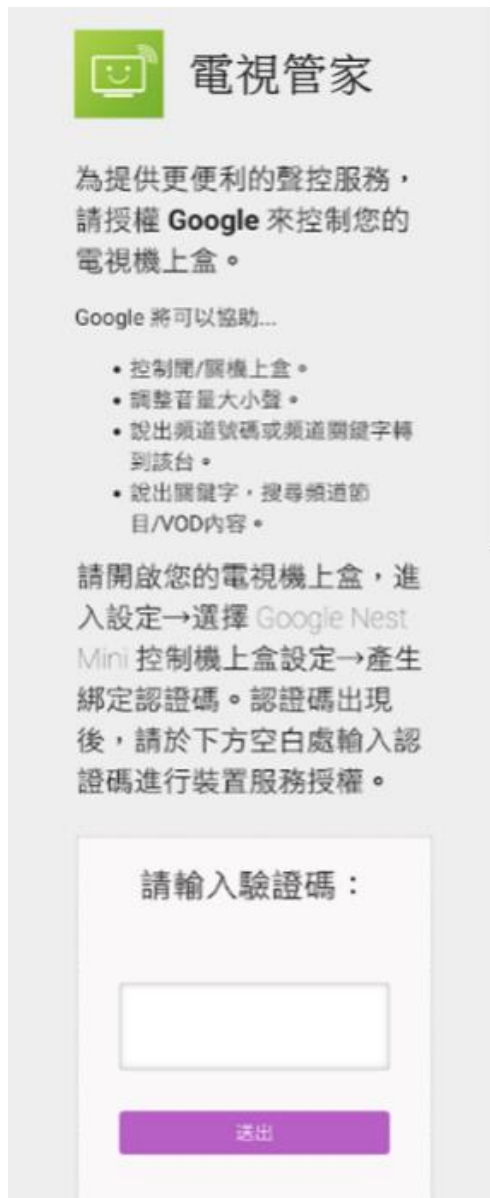 電視管家
為提供更便利的聲控服務，
請授權 Google 來控制您的
電視機上盒。
Google 將可以協助...
• 控制開/關機上盒。
• 調整音量大小聲。
• 說出頻道號碼或頻道關鍵字轉
到該台。
• 說出關鍵字，搜尋頻道節
目/VOD內容。
請開啟您的電視機上盒，進
入設定→選擇 Google Nest
Mini 控制機上盒設定→產生
綁定認證碼。認證碼出現
後，請於下方空白處輸入認
證碼進行裝置服務授權。
請輸入驗證碼：
送出